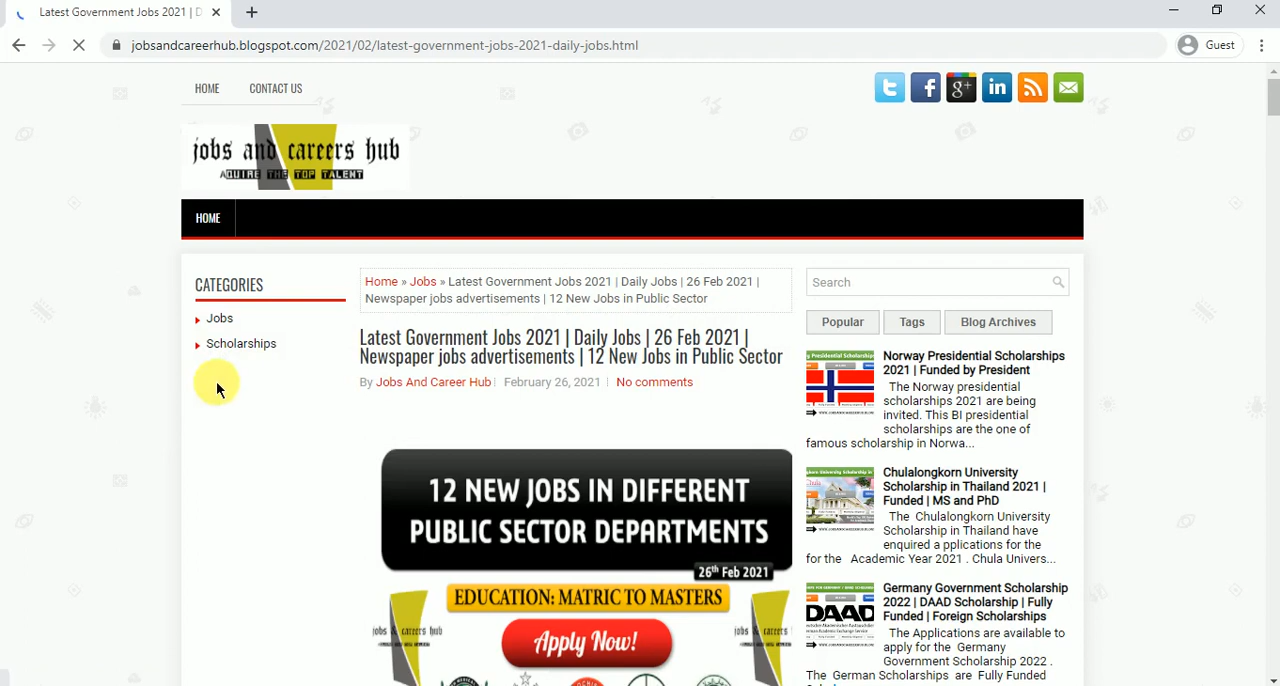 Latest Government Jobs 2021 | D
jobsandcareerhub.blogspot.com/2021/02/latest-government-jobs-2021-daily-jobs.html
Guest
HOME
CONTACT US
jobs and careers hub
AQUIRE THE TOP TALENT
HOME
CATEGORIES
Jobs
Scholarships
Home » Jobs » Latest Government Jobs 2021 | Daily Jobs | 26 Feb 2021 |
Newspaper jobs advertisements | 12 New Jobs in Public Sector
Latest Government Jobs 2021 | Daily Jobs | 26 Feb 2021 |
Newspaper jobs advertisements | 12 New Jobs in Public Sector
By Jobs And Career Hub
February 26, 2021
No comments
12 NEW JOBS IN DIFFERENT
PUBLIC SECTOR DEPARTMENTS
26th Feb 2021
EDUCATION: MATRIC TO MASTERS
jobs & careers hub
Apply Now!
jobs & careers hub
Search
Popular
Tags
Blog Archives
Norway Presidential Scholarships
2021 | Funded by President
The Norway presidential
scholarships 2021 are being
invited. This BI presidential
scholarships are the one of
famous scholarship in Norwa...
Chulalongkorn University
Scholarship in Thailand 2021 |
Funded | MS and PhD
The Chulalongkorn University
Scholarship in Thailand have
enquired a pplications for the
for the Academic Year 2021 . Chula Univers...
DAAD
Germany Government Scholarship
2022 | DAAD Scholarship | Fully
Funded | Foreign Scholarships
The Applications are available to
apply for the Germany
Government Scholarship 2022 .
The German Scholarships are Fully Funded